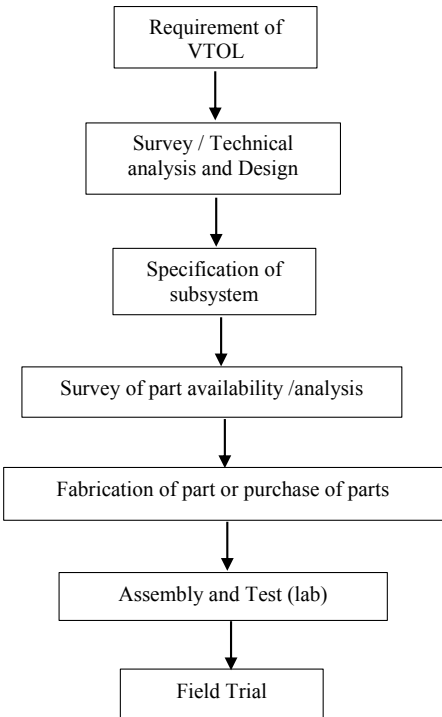 Requirement of
VTOL
Survey / Technical
analysis and Design
Specification of
subsystem
Survey of part availability /analysis
Fabrication of part or purchase of parts
Assembly and Test (lab)
Field Trial